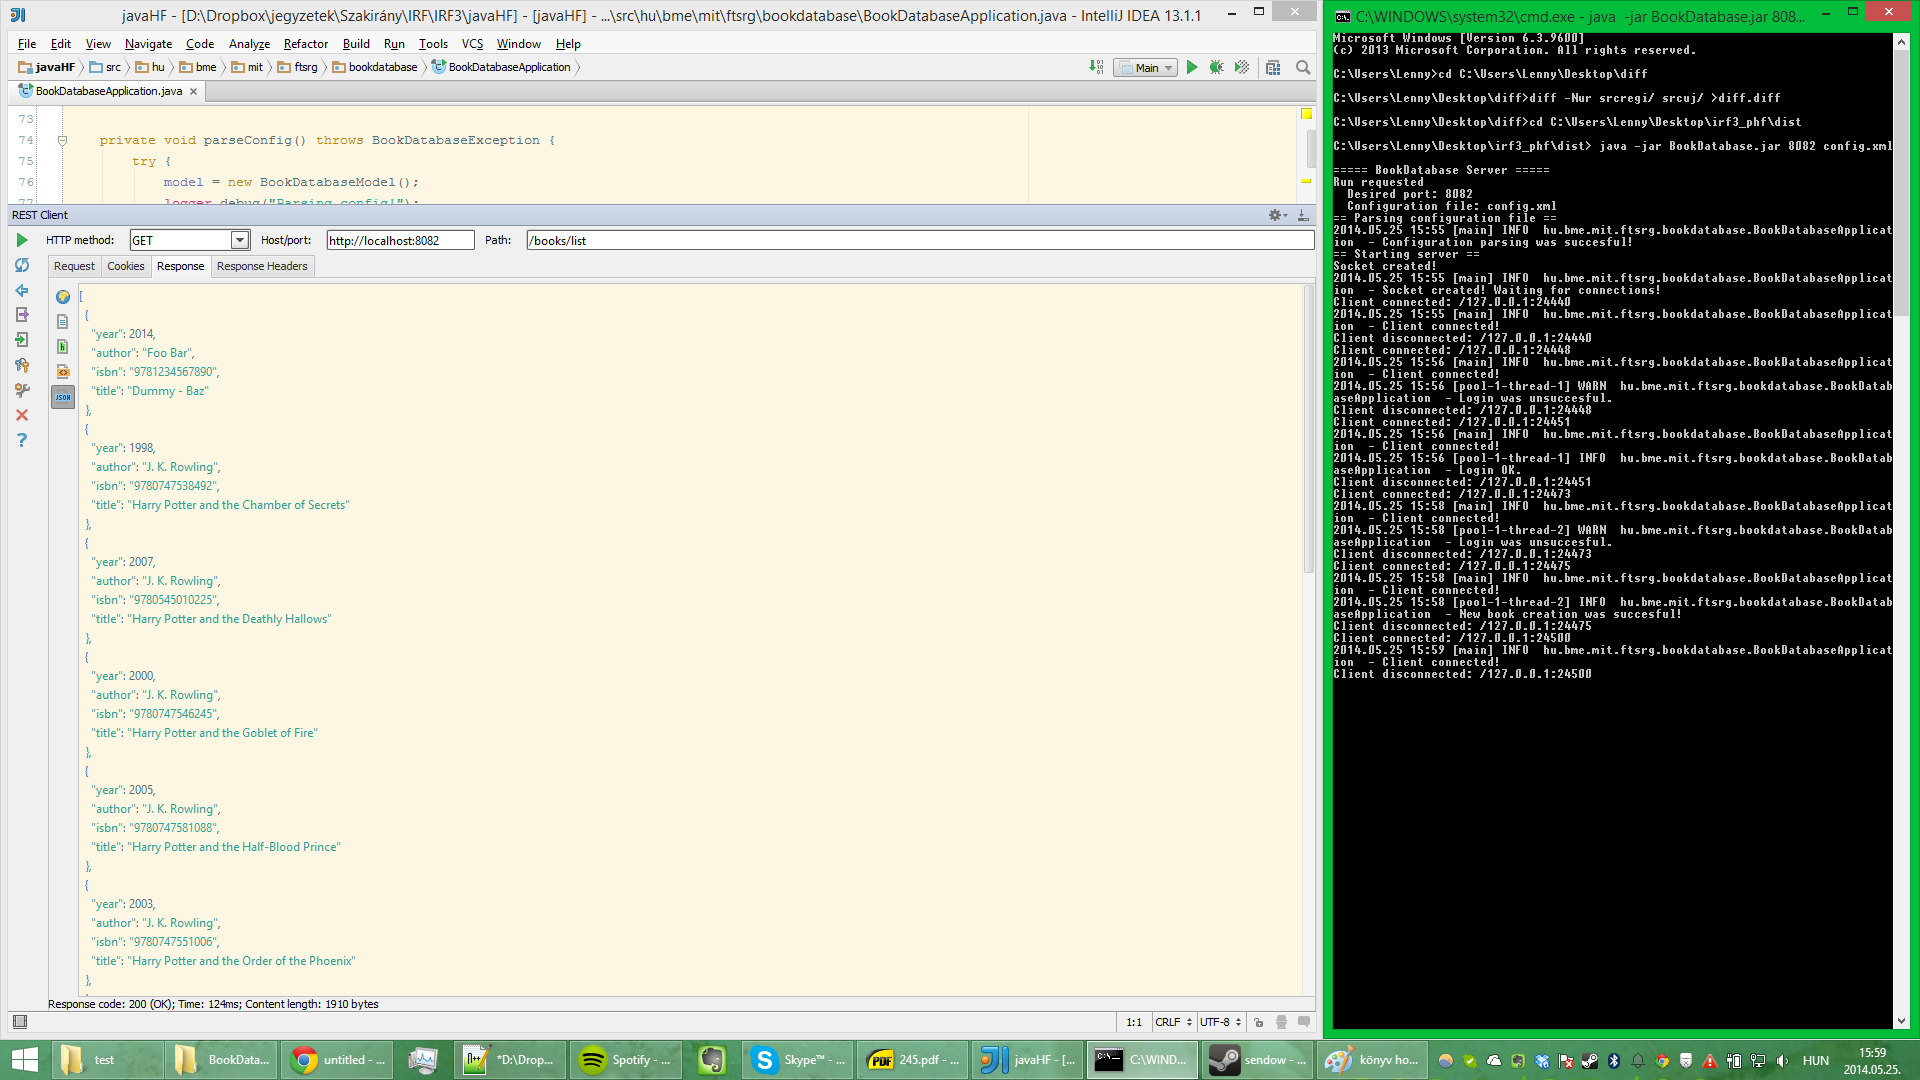 javaHF - [D:\Dropbox\jegyzetek\Szakirány\IRF\IRF3\javaHF] - [javaHF] - ...\src\hu\bme\mit\ftsrg\bookdatabase\BookDatabaseApplication.java - IntelliJ IDEA 13.1.1
File Edit View Navigate Code Analyze Refactor Build Run Tools VCS Window Help
javaHF src hu bme mit ftsrg bookdatabase BookDatabaseApplication
Main
BookDatabaseApplication.java
73
74 private void parseConfig() throws BookDatabaseException {
75 try {
76 model = new BookDatabaseModel();
77 logger.debug("Parsing config!");
REST Client
HTTP method: GET Host/port: http://localhost:8082 Path: /books/list
Request Cookies Response Response Headers
JSON
[
{
"year": 2014,
"author": "Foo Bar",
"isbn": "9781234567890",
"title": "Dummy - Baz"
},
{
"year": 1998,
"author": "J. K. Rowling",
"isbn": "9780747538492",
"title": "Harry Potter and the Chamber of Secrets"
},
{
"year": 2007,
"author": "J. K. Rowling",
"isbn": "9780545010225",
"title": "Harry Potter and the Deathly Hallows"
},
{
"year": 2000,
"author": "J. K. Rowling",
"isbn": "9780747546245",
"title": "Harry Potter and the Goblet of Fire"
},
{
"year": 2005,
"author": "J. K. Rowling",
"isbn": "9780747581088",
"title": "Harry Potter and the Half-Blood Prince"
},
{
"year": 2003,
"author": "J. K. Rowling",
"isbn": "9780747551006",
"title": "Harry Potter and the Order of the Phoenix"
},
Response code: 200 (OK); Time: 124ms; Content length: 1910 bytes
1:1 CRLF UTF-8
C:\WINDOWS\system32\cmd.exe - java -jar BookDatabase.jar 808...
Microsoft Windows [Version 6.3.9600]
(c) 2013 Microsoft Corporation. All rights reserved.
C:\Users\Lenny>cd C:\Users\Lenny\Desktop\diff
C:\Users\Lenny\Desktop\diff>diff -Nur srcregi/ srcuj/ >diff.diff
C:\Users\Lenny\Desktop\diff>cd C:\Users\Lenny\Desktop\irf3_phf\dist
C:\Users\Lenny\Desktop\irf3_phf\dist> java -jar BookDatabase.jar 8082 config.xml
===== BookDatabase Server =====
Run requested
Desired port: 8082
Configuration file: config.xml
== Parsing configuration file ==
2014.05.25 15:55 [main] INFO hu.bme.mit.ftsrg.bookdatabase.BookDatabaseApplicat
ion - Configuration parsing was succesful!
== Starting server ==
Socket created!
2014.05.25 15:55 [main] INFO hu.bme.mit.ftsrg.bookdatabase.BookDatabaseApplicat
ion - Socket created! Waiting for connections!
Client connected: /127.0.0.1:24440
2014.05.25 15:55 [main] INFO hu.bme.mit.ftsrg.bookdatabase.BookDatabaseApplicat
ion - Client connected!
Client disconnected: /127.0.0.1:24440
Client connected: /127.0.0.1:24448
2014.05.25 15:56 [main] INFO hu.bme.mit.ftsrg.bookdatabase.BookDatabaseApplicat
ion - Client connected!
2014.05.25 15:56 [pool-1-thread-1] WARN hu.bme.mit.ftsrg.bookdatabase.BookDatab
aseApplication - Login was unsuccesful.
Client disconnected: /127.0.0.1:24448
Client connected: /127.0.0.1:24451
2014.05.25 15:56 [main] INFO hu.bme.mit.ftsrg.bookdatabase.BookDatabaseApplicat
ion - Client connected!
2014.05.25 15:56 [pool-1-thread-1] INFO hu.bme.mit.ftsrg.bookdatabase.BookDatab
aseApplication - Login OK.
Client disconnected: /127.0.0.1:24451
Client connected: /127.0.0.1:24473
2014.05.25 15:58 [main] INFO hu.bme.mit.ftsrg.bookdatabase.BookDatabaseApplicat
ion - Client connected!
2014.05.25 15:58 [pool-1-thread-2] WARN hu.bme.mit.ftsrg.bookdatabase.BookDatab
aseApplication - Login was unsuccesful.
Client disconnected: /127.0.0.1:24473
Client connected: /127.0.0.1:24475
2014.05.25 15:58 [main] INFO hu.bme.mit.ftsrg.bookdatabase.BookDatabaseApplicat
ion - Client connected!
2014.05.25 15:58 [pool-1-thread-2] INFO hu.bme.mit.ftsrg.bookdatabase.BookDatab
aseApplication - New book creation was succesful!
Client disconnected: /127.0.0.1:24475
Client connected: /127.0.0.1:24500
2014.05.25 15:59 [main] INFO hu.bme.mit.ftsrg.bookdatabase.BookDatabaseApplicat
ion - Client connected!
Client disconnected: /127.0.0.1:24500
test BookData... untitled - ... *D:\Drop... Spotify - ... Skype™ - ... PDF 245.pdf - ... javaHF - [... C:\WIND... sendow - ... könyv ho... HUN 15:59
2014.05.25.